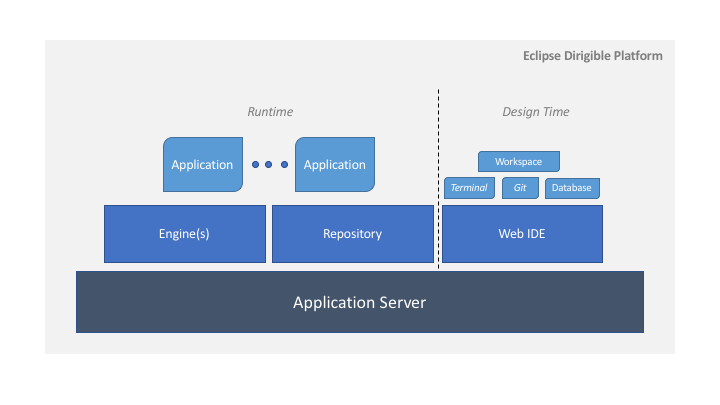 Eclipse Dirigible Platform
Runtime
Design Time
Application
Application
Workspace
Terminal
Git
Database
Engine(s)
Repository
Web IDE
Application Server